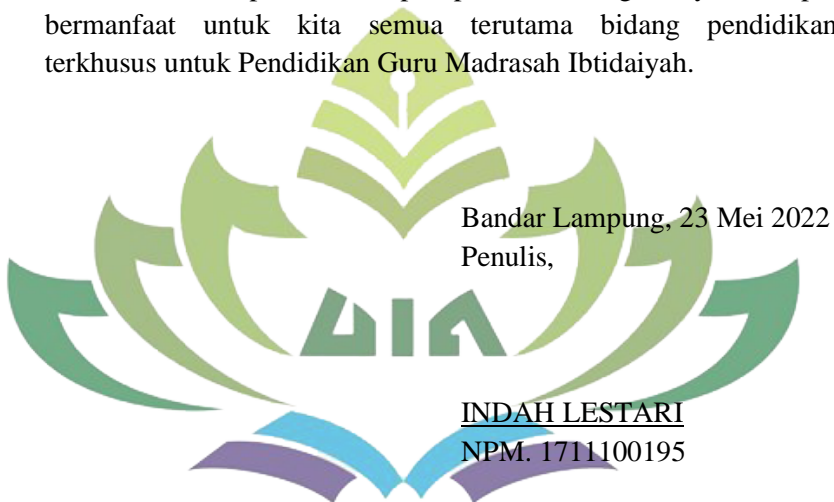 bermanfaat untuk kita semua terutama bidang pendidikan
terkhusus untuk Pendidikan Guru Madrasah Ibtidaiyah.
Bandar Lampung, 23 Mei 2022
Penulis,
UIN
INDAH LESTARI
NPM. 1711100195